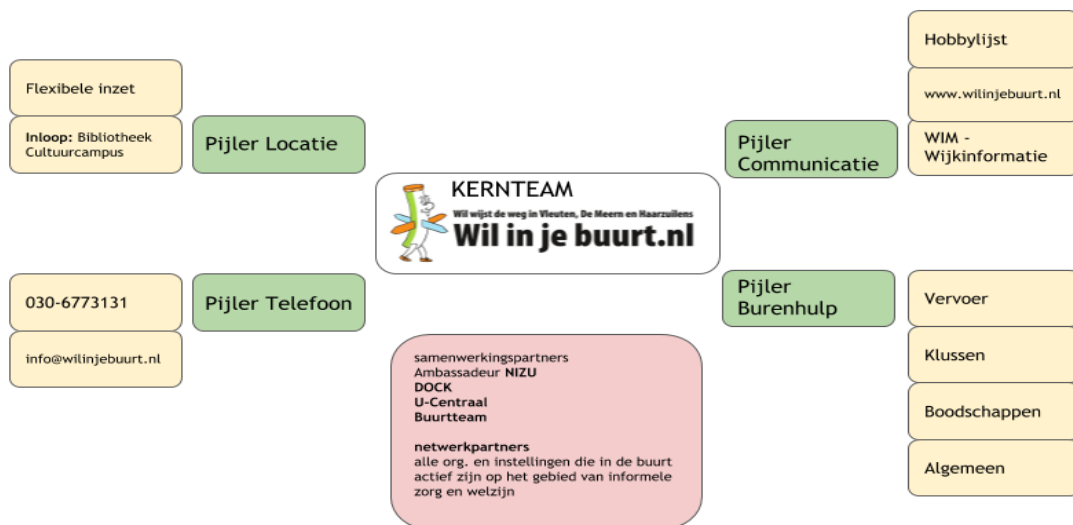 Flexibele inzet
Inloop: Bibliotheek
Cultuurcampus
Pijler Locatie
Hobbylijst
www.wilinjebuurt.nl
WIM -
Wijkinformatie
Pijler
Communicatie
KERNTEAM
Wil wijst de weg in Vleuten, De Meern en Haarzuilens
Wil in je buurt.nl
030-6773131
info@wilinjebuurt.nl
Pijler Telefoon
Pijler
Burenhulp
Vervoer
Klussen
Boodschappen
Algemeen
samenwerkingspartners
Ambassadeur NIZU
DOCK
U-Centraal
Buurtteam
netwerkpartners
alle org. en instellingen die in de buurt
actief zijn op het gebied van informele
zorg en welzijn